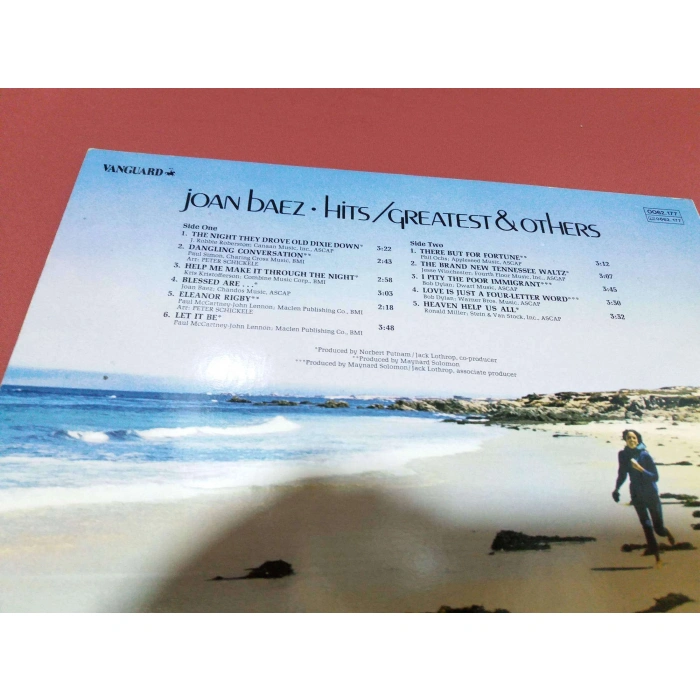 VANGUARD
JOAN BAEZ • HITS/GREATEST & OTHERS
0082.177
Side One
1. THE NIGHT THEY DROVE OLD DIXIE DOWN* 3:22
J. Robbie Robertson; Canaan Music, Inc., ASCAP
2. DANGLING CONVERSATION** 2:43
Paul Simon; Charing Cross Music, BMI
Arr: PETER SCHICKELE
3. HELP ME MAKE IT THROUGH THE NIGHT* 2:58
Kris Kristofferson; Combine Music Corp., BMI
4. BLESSED ARE . . .* 3:03
Joan Baez; Chandos Music, ASCAP
5. ELEANOR RIGBY** 2:18
Paul McCartney-John Lennon; Maclen Publishing Co., BMI
Arr: PETER SCHICKELE
6. LET IT BE* 3:48
Paul McCartney-John Lennon; Maclen Publishing Co., BMI
Side Two
1. THERE BUT FOR FORTUNE** 3:12
Phil Ochs; Appleseed Music, ASCAP
2. THE BRAND NEW TENNESSEE WALTZ* 3:07
Jesse Winchester; Fourth Floor Music, Inc., ASCAP
3. I PITY THE POOR IMMIGRANT*** 3:45
Bob Dylan; Dwarf Music, ASCAP
4. LOVE IS JUST A FOUR-LETTER WORD*** 3:30
Bob Dylan; Warner Bros. Music, ASCAP
5. HEAVEN HELP US ALL* 3:32
Ronald Miller; Stein & Van Stock, Inc., ASCAP
*Produced by Norbert Putnam/Jack Lothrop, co-producer
**Produced by Maynard Solomon
***Produced by Maynard Solomon/Jack Lothrop, associate producer